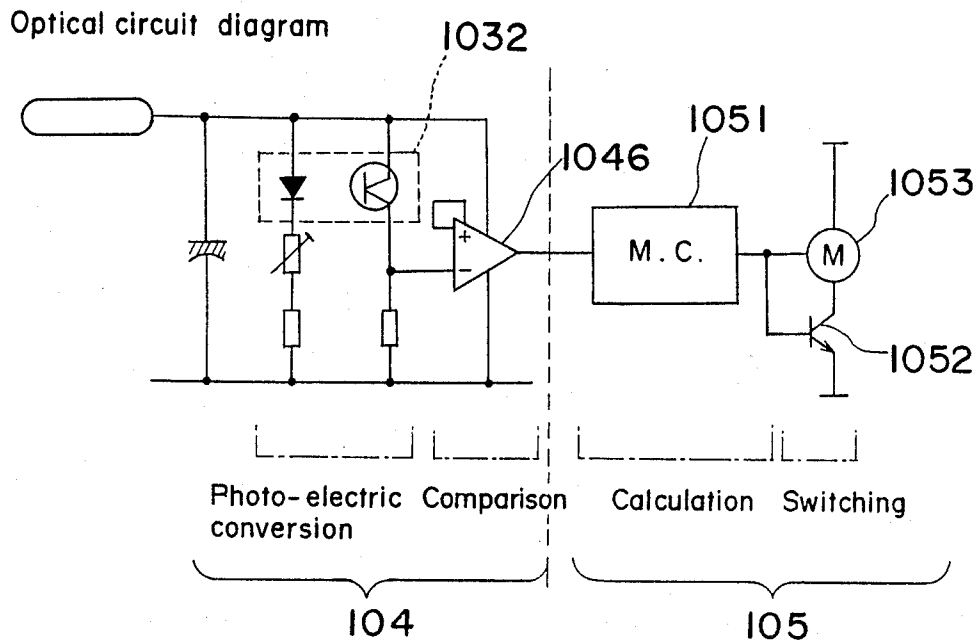 Optical circuit diagram
1032
1046
1051
1053
+
−
M. C.
M
1052
Photo-electric conversion
Comparison
Calculation
Switching
104
105